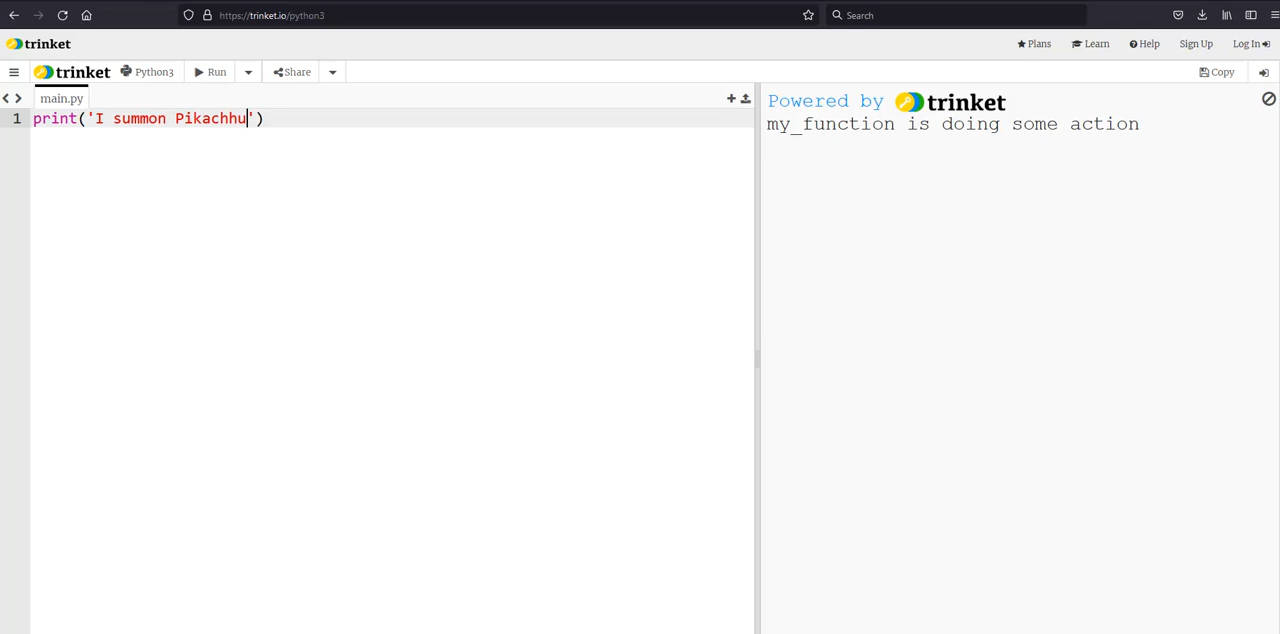 https://trinket.io/python3
Search
trinket
Plans
Learn
Help
Sign Up
Log In
trinket
Python3
Run
Share
Copy
main.py
1 print('I summon Pikachhu')
Powered by trinket
my_function is doing some action